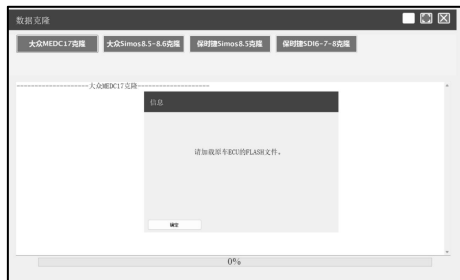 数据克隆
大众MEDC17克隆 大众Simos8.5-8.6克隆 保时捷Simos8.5克隆 保时捷SDI6-7-8克隆
--------------------大众MEDC17克隆--------------------
信息
请加载原车ECU的FLASH文件。
确定
0%